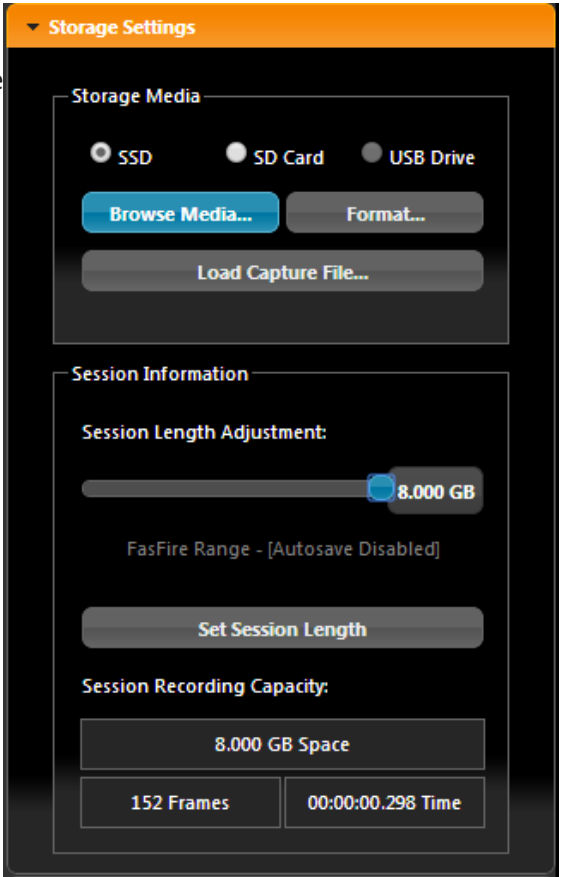 Storage Settings
e
Storage Media
SSD SD Card USB Drive
Browse Media... Format...
Load Capture File...
Session Information
Session Length Adjustment:
8.000 GB
FasFire Range - [Autosave Disabled]
Set Session Length
Session Recording Capacity:
8.000 GB Space
152 Frames 00:00:00.298 Time